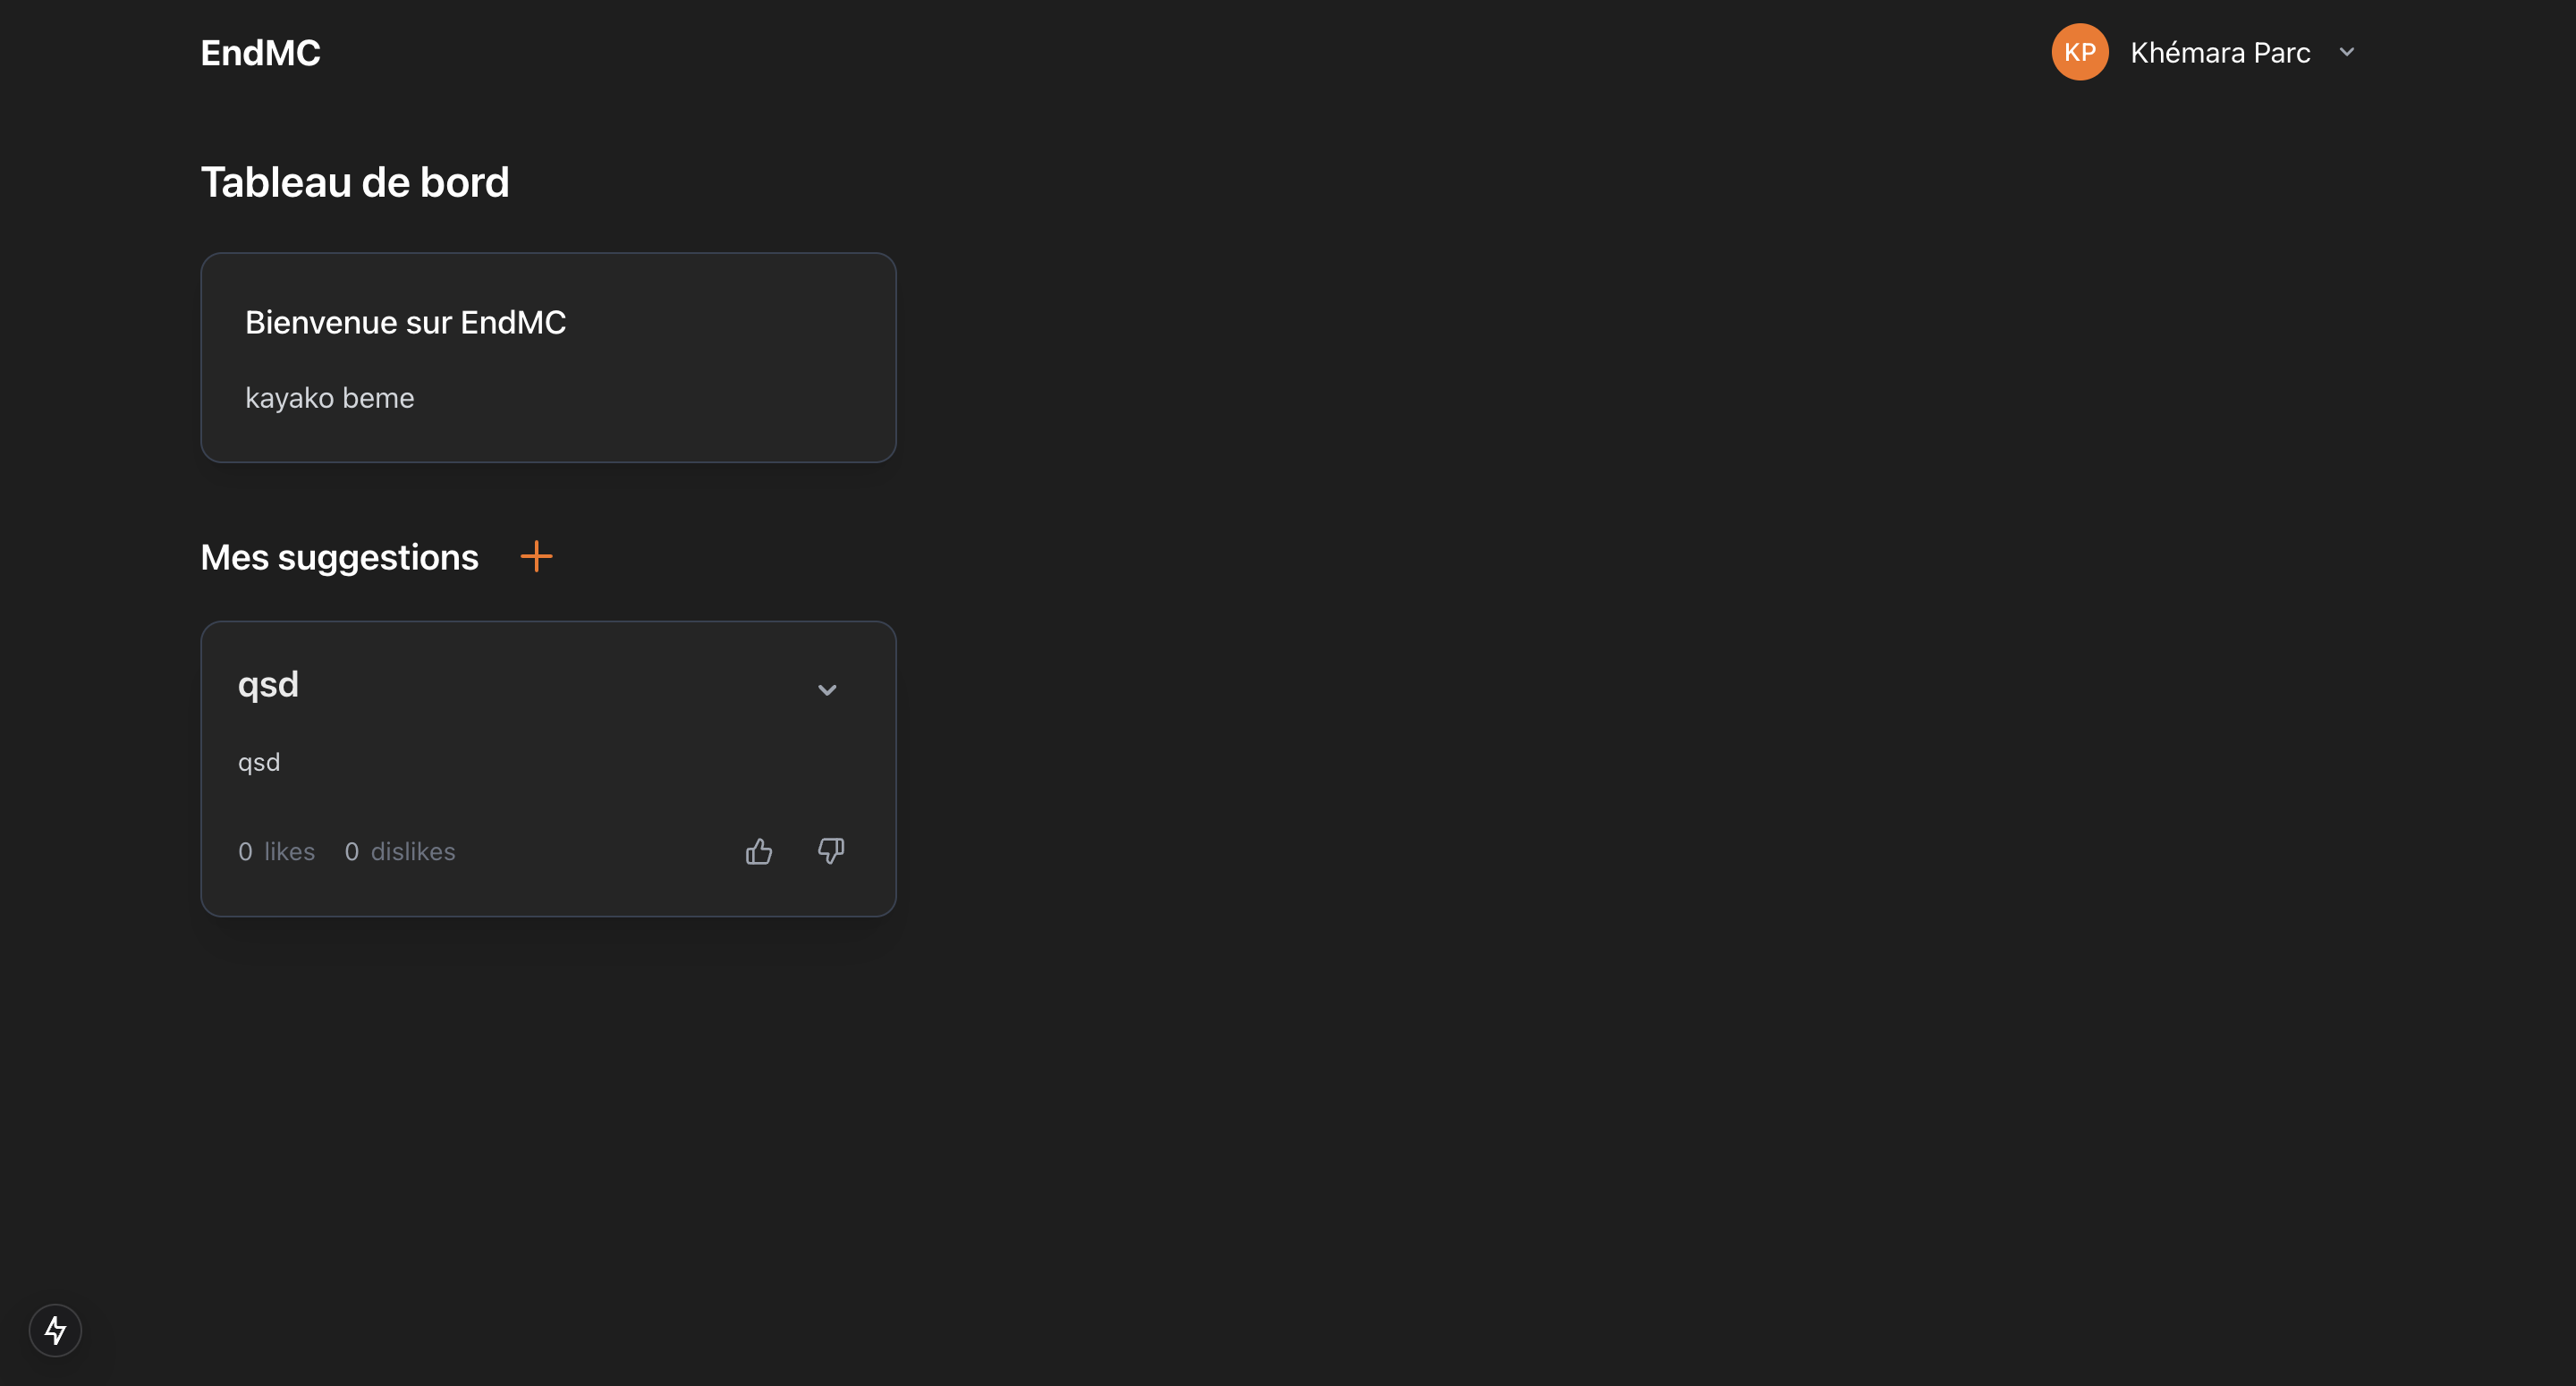 EndMC
KP Khémara Parc
Tableau de bord
Bienvenue sur EndMC
kayako beme
Mes suggestions
qsd
qsd
0 likes 0 dislikes